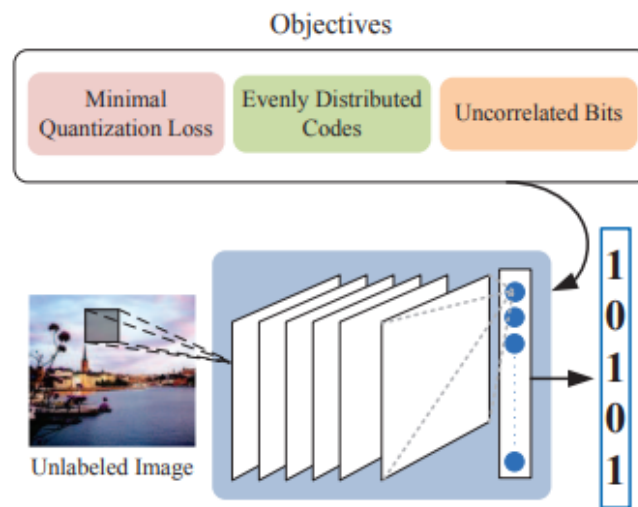 Objectives
Minimal
Quantization Loss
Evenly Distributed
Codes
Uncorrelated Bits
Unlabeled Image
1
0
1
0
1